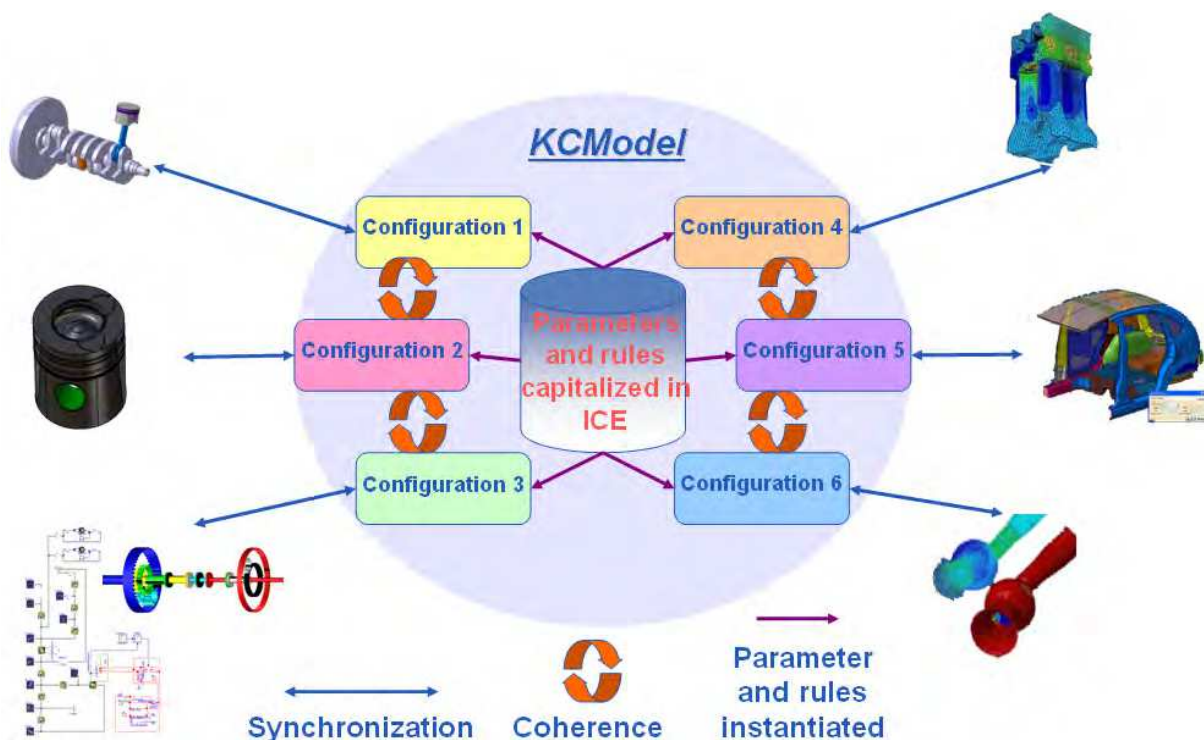 KCModel
Configuration 1
Configuration 4
Parameters
and rules
capitalized in
ICE
Configuration 2
Configuration 5
Configuration 3
Configuration 6
Synchronization
Coherence
Parameter
and rules
instantiated